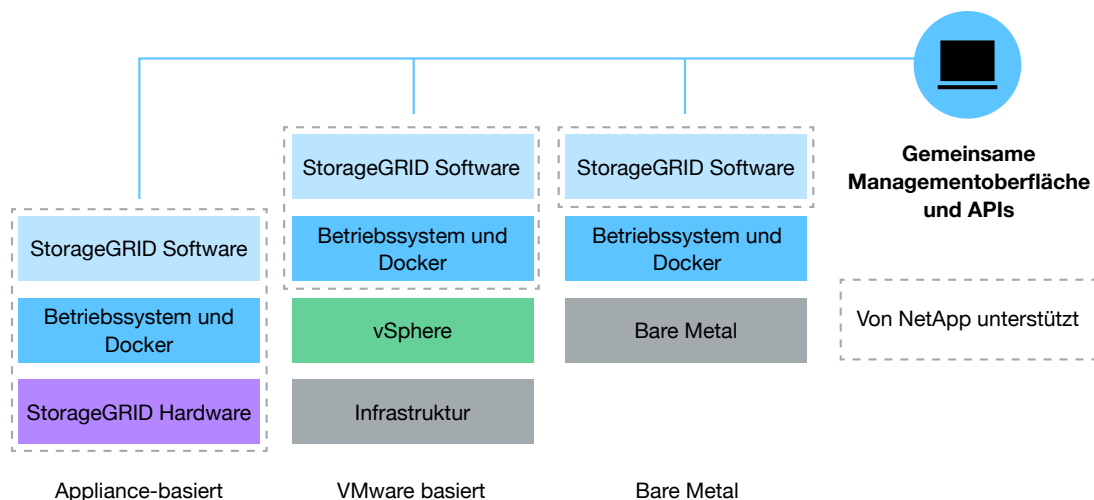 StorageGRID Software
Betriebssystem und
Docker
StorageGRID Hardware
Appliance-basiert
StorageGRID Software
Betriebssystem und
Docker
vSphere
Infrastruktur
VMware basiert
StorageGRID Software
Betriebssystem und
Docker
Bare Metal
Bare Metal
Gemeinsame
Managementoberfläche
und APIs
Von NetApp unterstützt